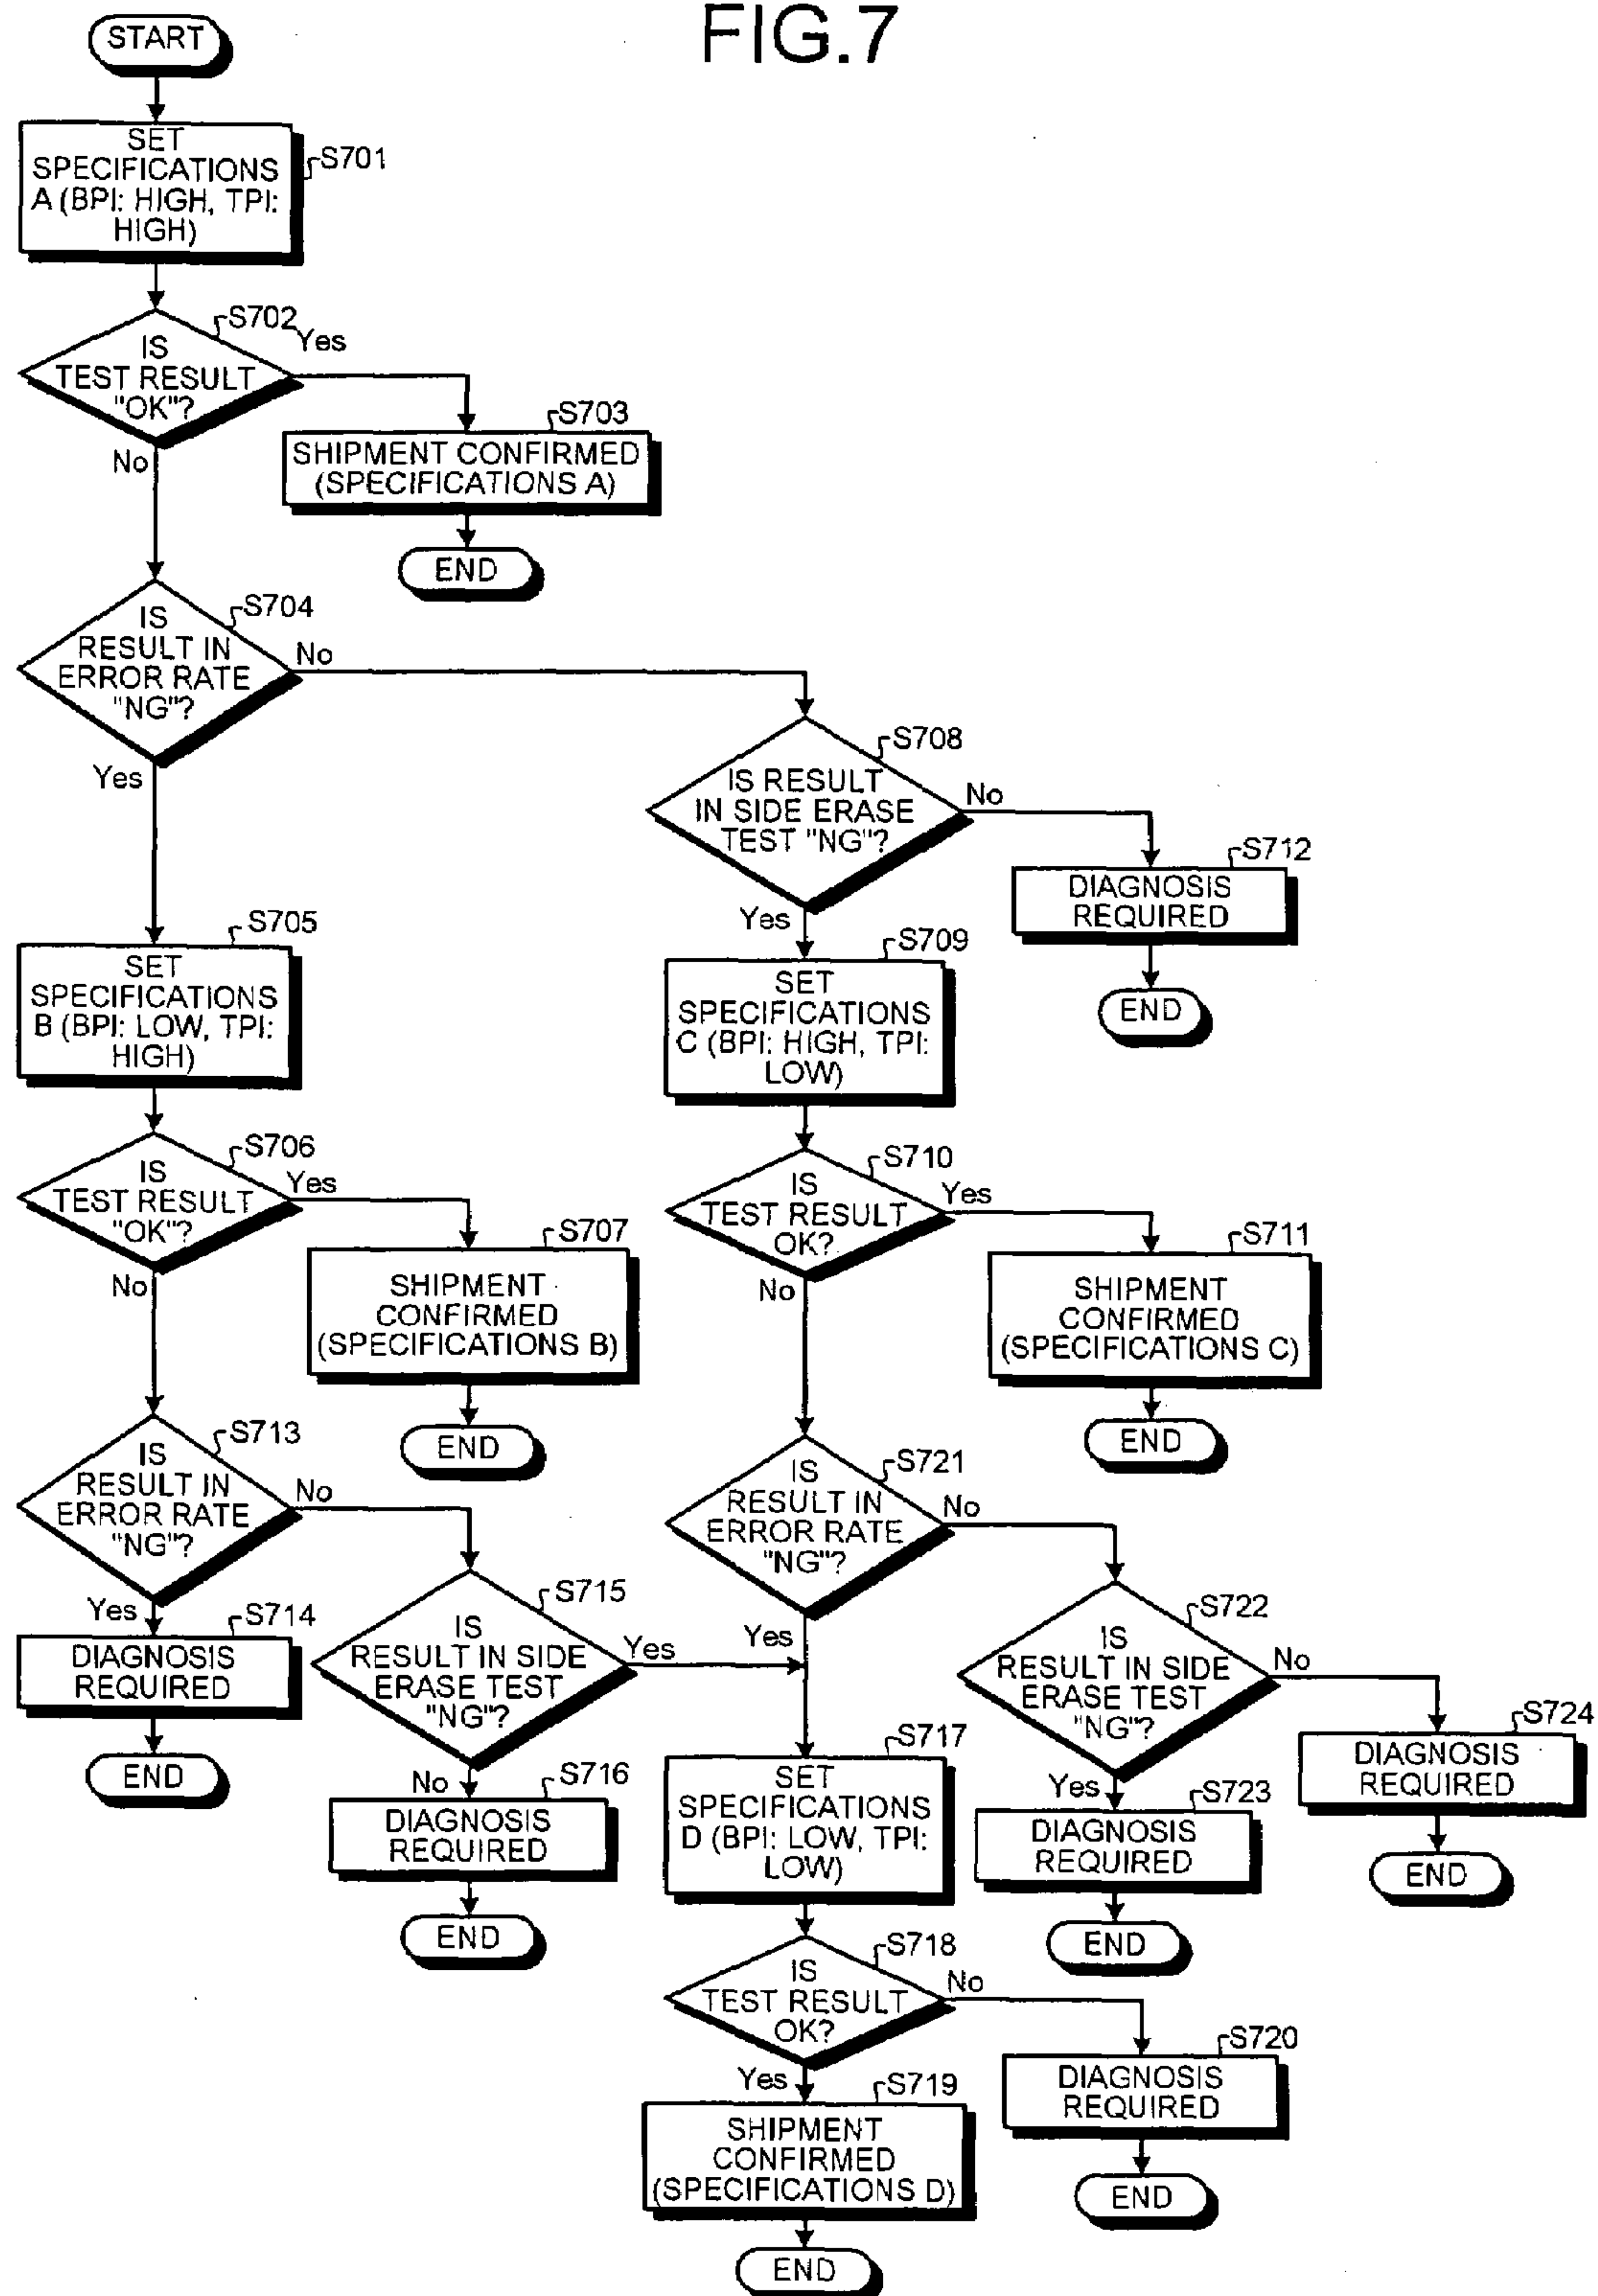 FIG.7
START
SET
SPECIFICATIONS
A (BPI: HIGH, TPI:
HIGH)
S701
S702
IS
TEST RESULT
"OK"?
Yes
No
S703
SHIPMENT CONFIRMED
(SPECIFICATIONS A)
END
S704
IS
RESULT IN
ERROR RATE
"NG"?
No
Yes
S708
IS RESULT
IN SIDE ERASE
TEST "NG"?
No
Yes
S712
DIAGNOSIS
REQUIRED
END
S705
SET
SPECIFICATIONS
B (BPI: LOW, TPI:
HIGH)
S709
SET
SPECIFICATIONS
C (BPI: HIGH, TPI:
LOW)
S706
IS
TEST RESULT
"OK"?
Yes
No
S707
SHIPMENT
CONFIRMED
(SPECIFICATIONS B)
END
S710
IS
TEST RESULT
OK?
Yes
No
S711
SHIPMENT
CONFIRMED
(SPECIFICATIONS C)
END
S713
IS
RESULT IN
ERROR RATE
"NG"?
No
Yes
S714
DIAGNOSIS
REQUIRED
END
S715
IS
RESULT IN SIDE
ERASE TEST
"NG"?
Yes
No
S716
DIAGNOSIS
REQUIRED
END
S721
IS
RESULT IN
ERROR RATE
"NG"?
No
Yes
S722
IS
RESULT IN SIDE
ERASE TEST
"NG"?
No
Yes
S723
DIAGNOSIS
REQUIRED
END
S724
DIAGNOSIS
REQUIRED
END
S717
SET
SPECIFICATIONS
D (BPI: LOW, TPI:
LOW)
S718
IS
TEST RESULT
OK?
No
Yes
S720
DIAGNOSIS
REQUIRED
END
S719
SHIPMENT
CONFIRMED
(SPECIFICATIONS D)
END